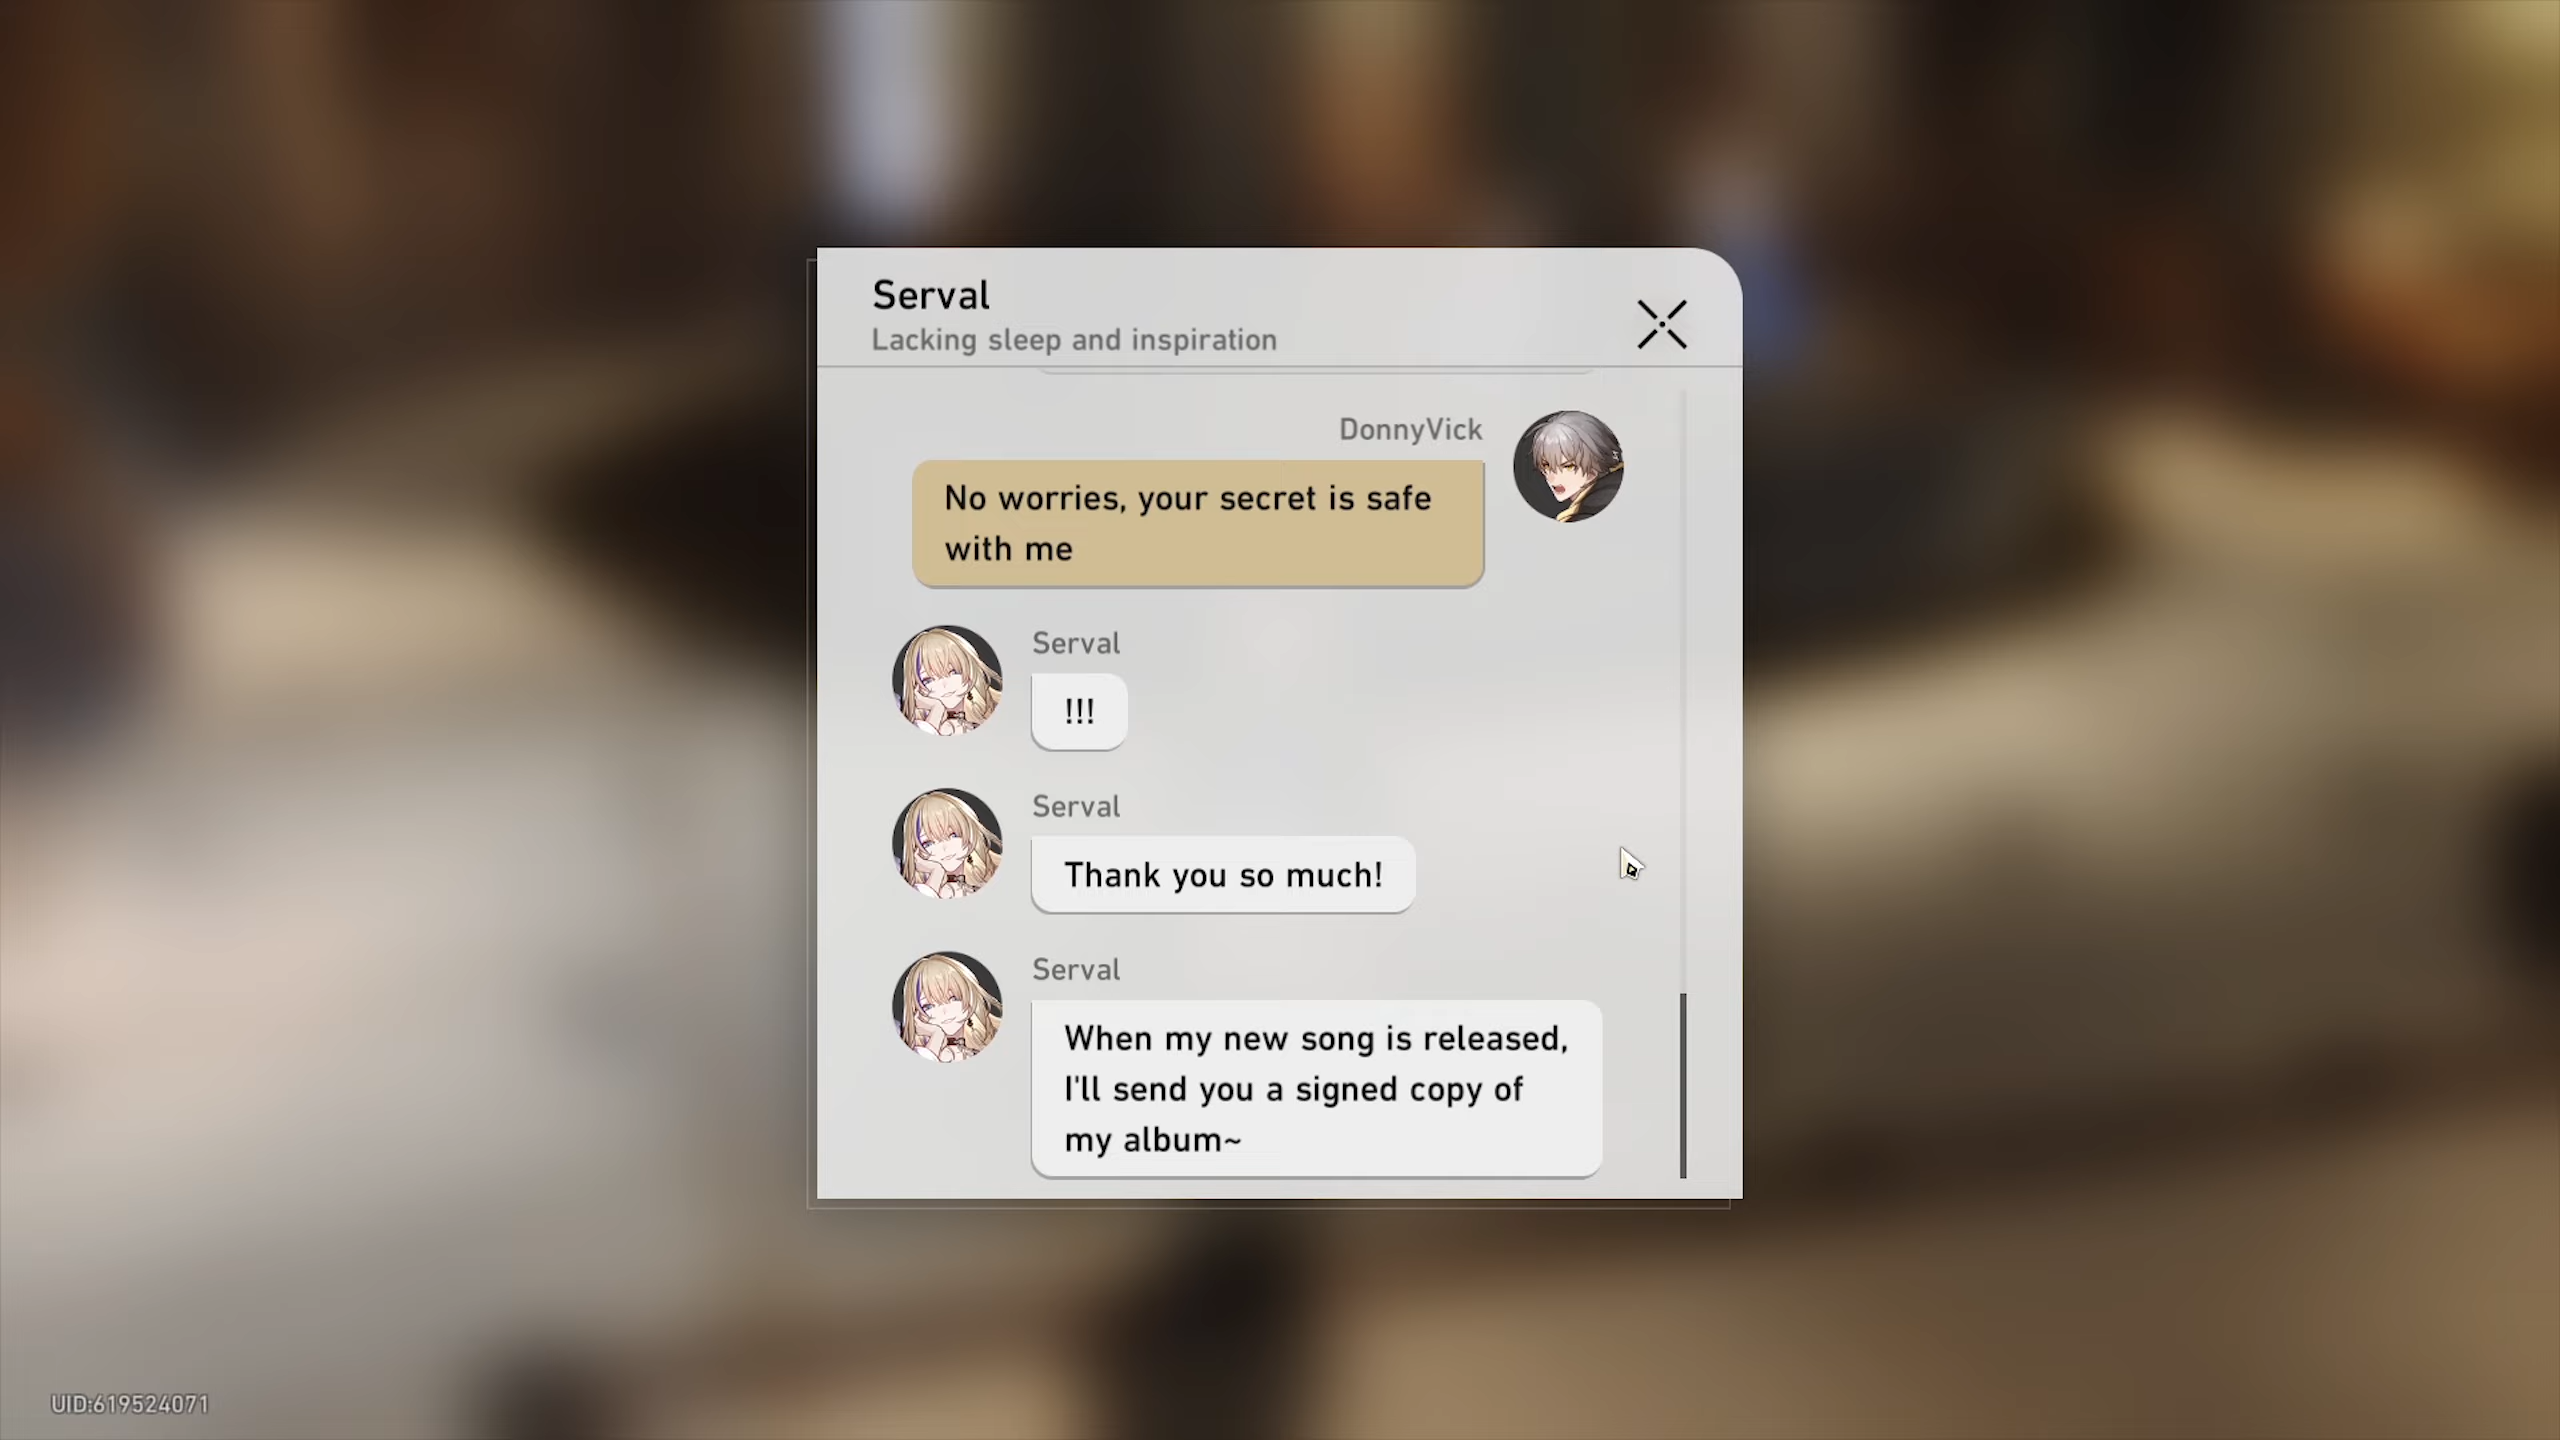 Serval
Lacking sleep and inspiration
DonnyVick
No worries, your secret is safe
with me
Serval
!!!
Serval
Thank you so much!
Serval
When my new song is released,
I'll send you a signed copy of
my album~
UID:619524071